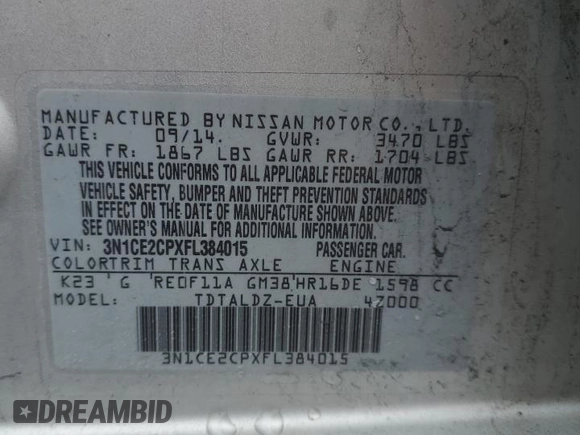 MANUFACTURED BY NISSAN MOTOR CO., LTD.
DATE: 09/14. GVWR: 3470 LBS
GAWR FR: 1867 LBS GAWR RR: 1704 LBS
THIS VEHICLE CONFORMS TO ALL APPLICABLE FEDERAL MOTOR
VEHICLE SAFETY, BUMPER AND THEFT PREVENTION STANDARDS
IN EFFECT ON THE DATE OF MANUFACTURE SHOWN ABOVE.
SEE OWNER'S MANUAL FOR ADDITIONAL INFORMATION.
VIN: 3N1CE2CPXFL384015 PASSENGER CAR.
COLOR TRIM TRANS AXLE ENGINE
K23 'G 'RE0F11A GM38'HR16DE 1598 CC
MODEL: TDTALDZ-EUA 4Z000
3N1CE2CPXFL384015
DREAMBID